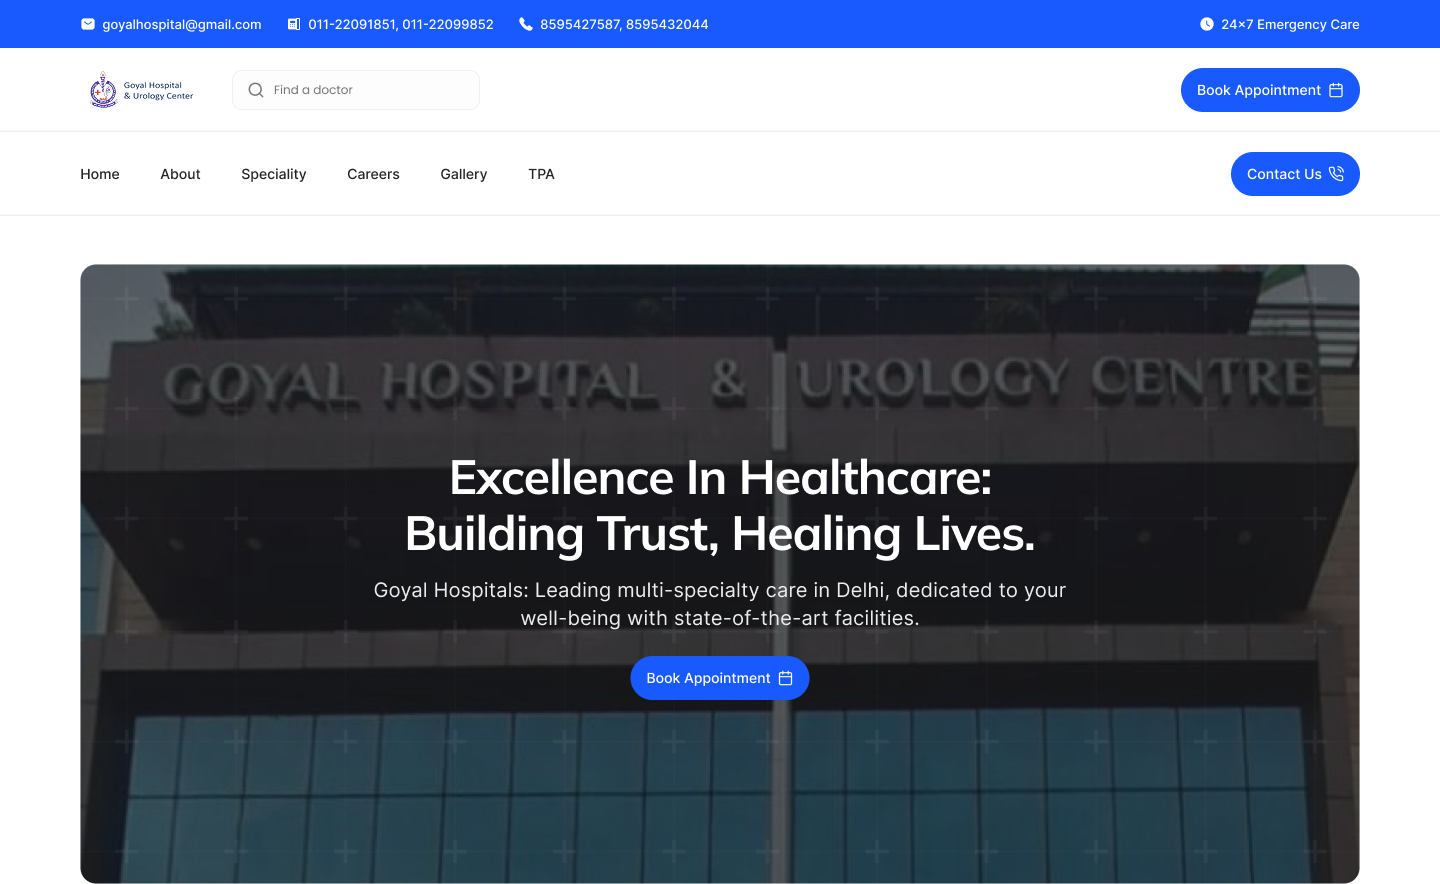 goyalhospital@gmail.com
011-22091851, 011-22099852
8595427587, 8595432044
24x7 Emergency Care
Goyal Hospital
& Urology Center
Find a doctor
Book Appointment
Home
About
Speciality
Careers
Gallery
TPA
Contact Us
GOYAL HOSPITAL & UROLOGY CENTRE
Excellence In Healthcare:
Building Trust, Healing Lives.
Goyal Hospitals: Leading multi-specialty care in Delhi, dedicated to your
well-being with state-of-the-art facilities.
Book Appointment